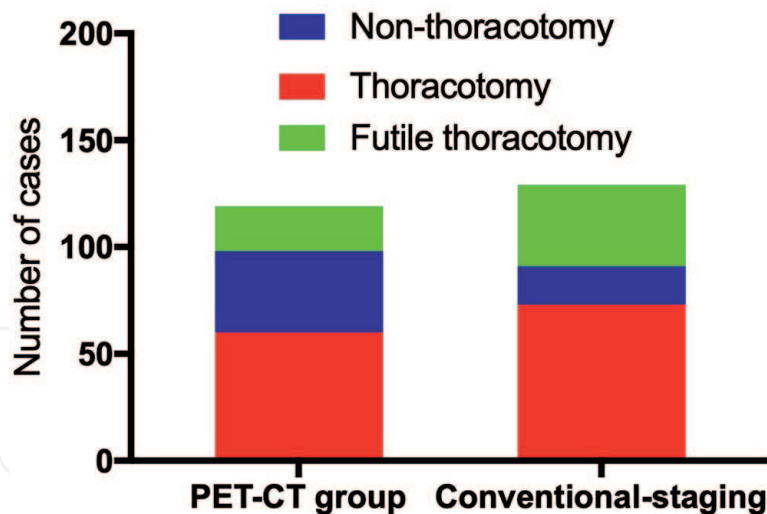 Non-thoracotomy
Thoracotomy
Futile thoracotomy
200
150
100
50
0
Number of cases
PET-CT group Conventional-staging